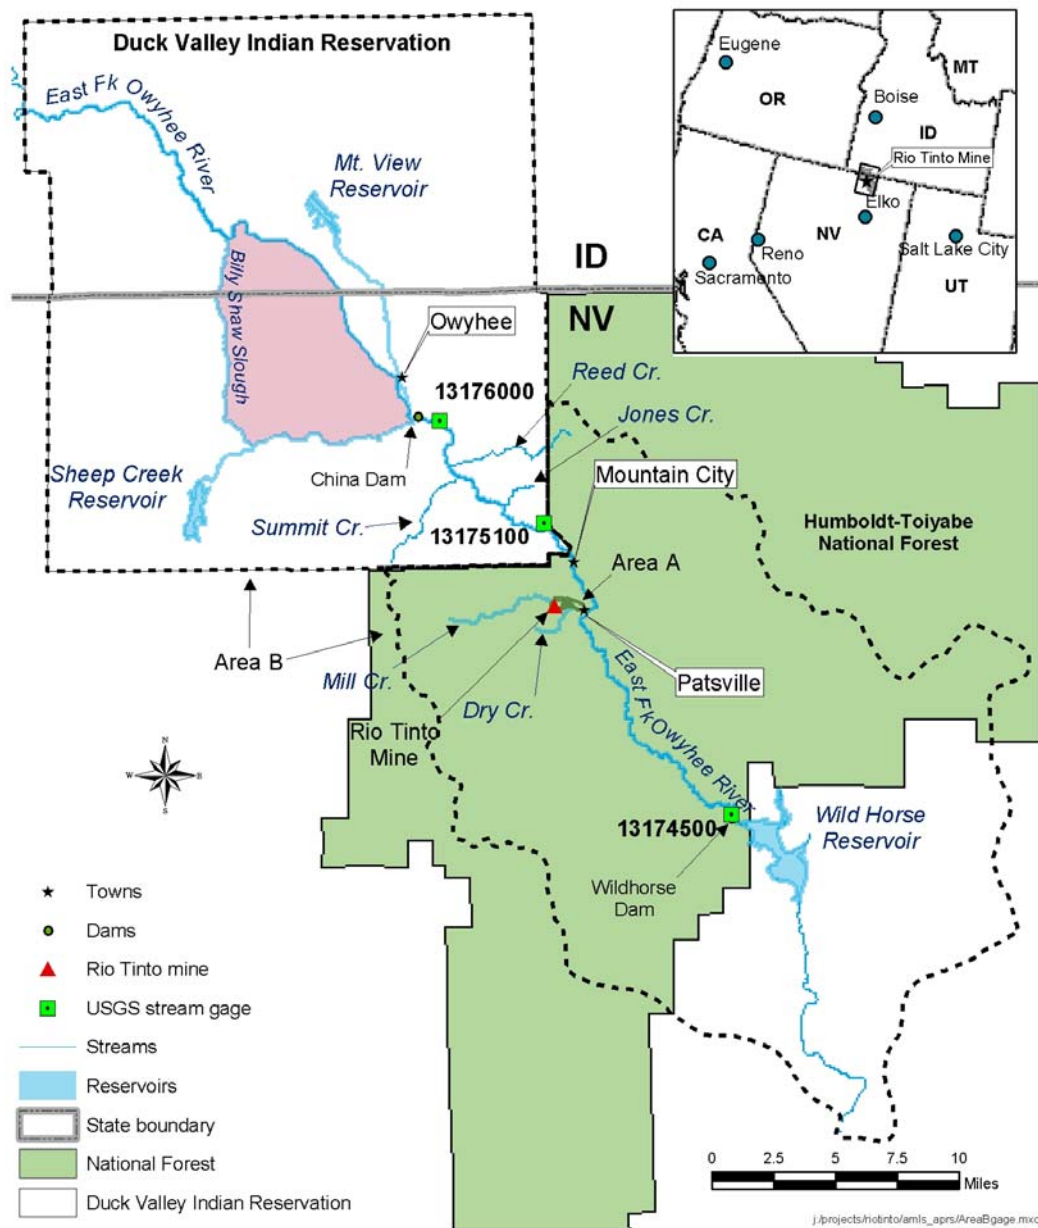 Duck Valley Indian Reservation
East Fk Owyhee River
Mt. View
Reservoir
Billy Shaw Slough
ID
NV
Owyhee
13176000
Reed Cr.
Jones Cr.
China Dam
Sheep Creek
Reservoir
Mountain City
Summit Cr.
13175100
Humboldt-Toiyabe
National Forest
Area A
Area B
Mill Cr.
Dry Cr.
Patsville
Rio Tinto
Mine
East Fk Owyhee River
13174500
Wild Horse
Reservoir
Wildhorse
Dam
Eugene
OR
MT
Boise
ID
Rio Tinto Mine
Elko
CA
NV
Reno
Salt Lake City
Sacramento
UT
N
W
E
S
Towns
Dams
Rio Tinto mine
USGS stream gage
Streams
Reservoirs
State boundary
National Forest
Duck Valley Indian Reservation
0 2.5 5 7.5 10
Miles
j:/projects/riotinto/amls_aprs/AreaBgage.mxd